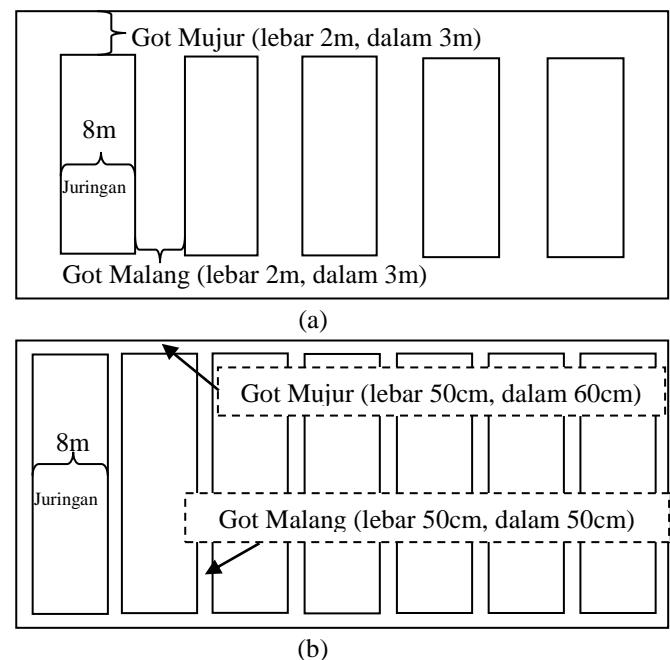 Got Mujur (lebar 2m, dalam 3m)
8m
Juringan
Got Malang (lebar 2m, dalam 3m)
(a)
Got Mujur (lebar 50cm, dalam 60cm)
8m
Juringan
Got Malang (lebar 50cm, dalam 50cm)
(b)